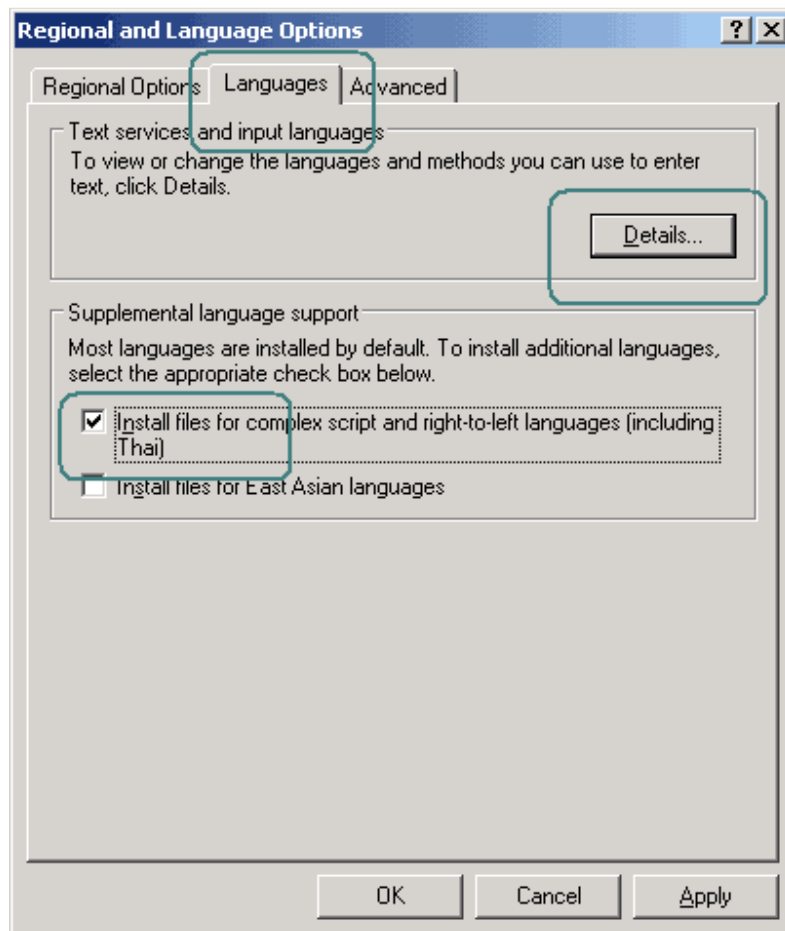 Regional and Language Options
Regional Options Languages Advanced
Text services and input languages
To view or change the languages and methods you can use to enter
text, click Details.
Details...
Supplemental language support
Most languages are installed by default. To install additional languages,
select the appropriate check box below.
Install files for complex script and right-to-left languages (including
Thai)
Install files for East Asian languages
OK Cancel Apply